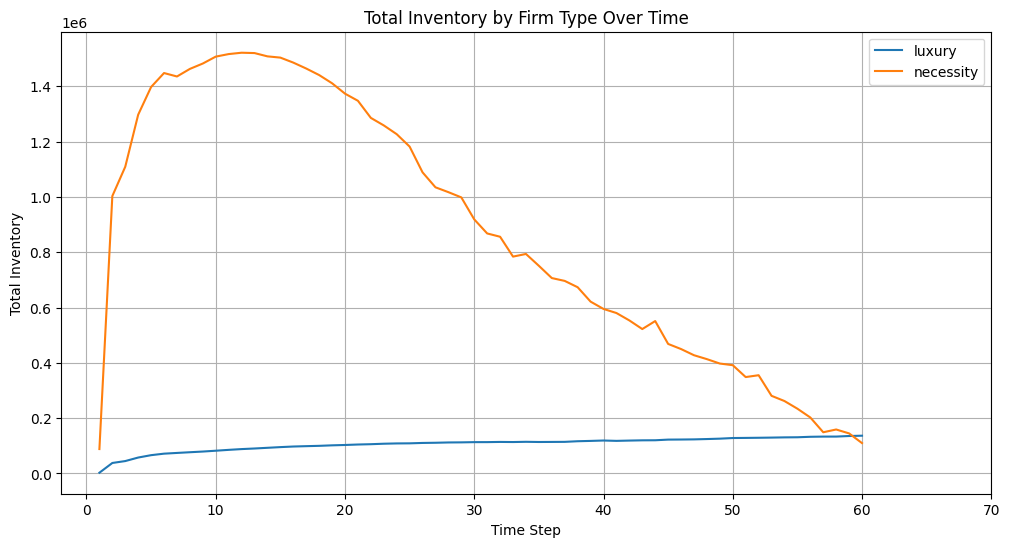 Total Inventory by Firm Type Over Time
1e6
luxury
necessity
1.4
1.2
1.0
0.8
0.6
0.4
0.2
0.0
Total Inventory
0 10 20 30 40 50 60 70
Time Step